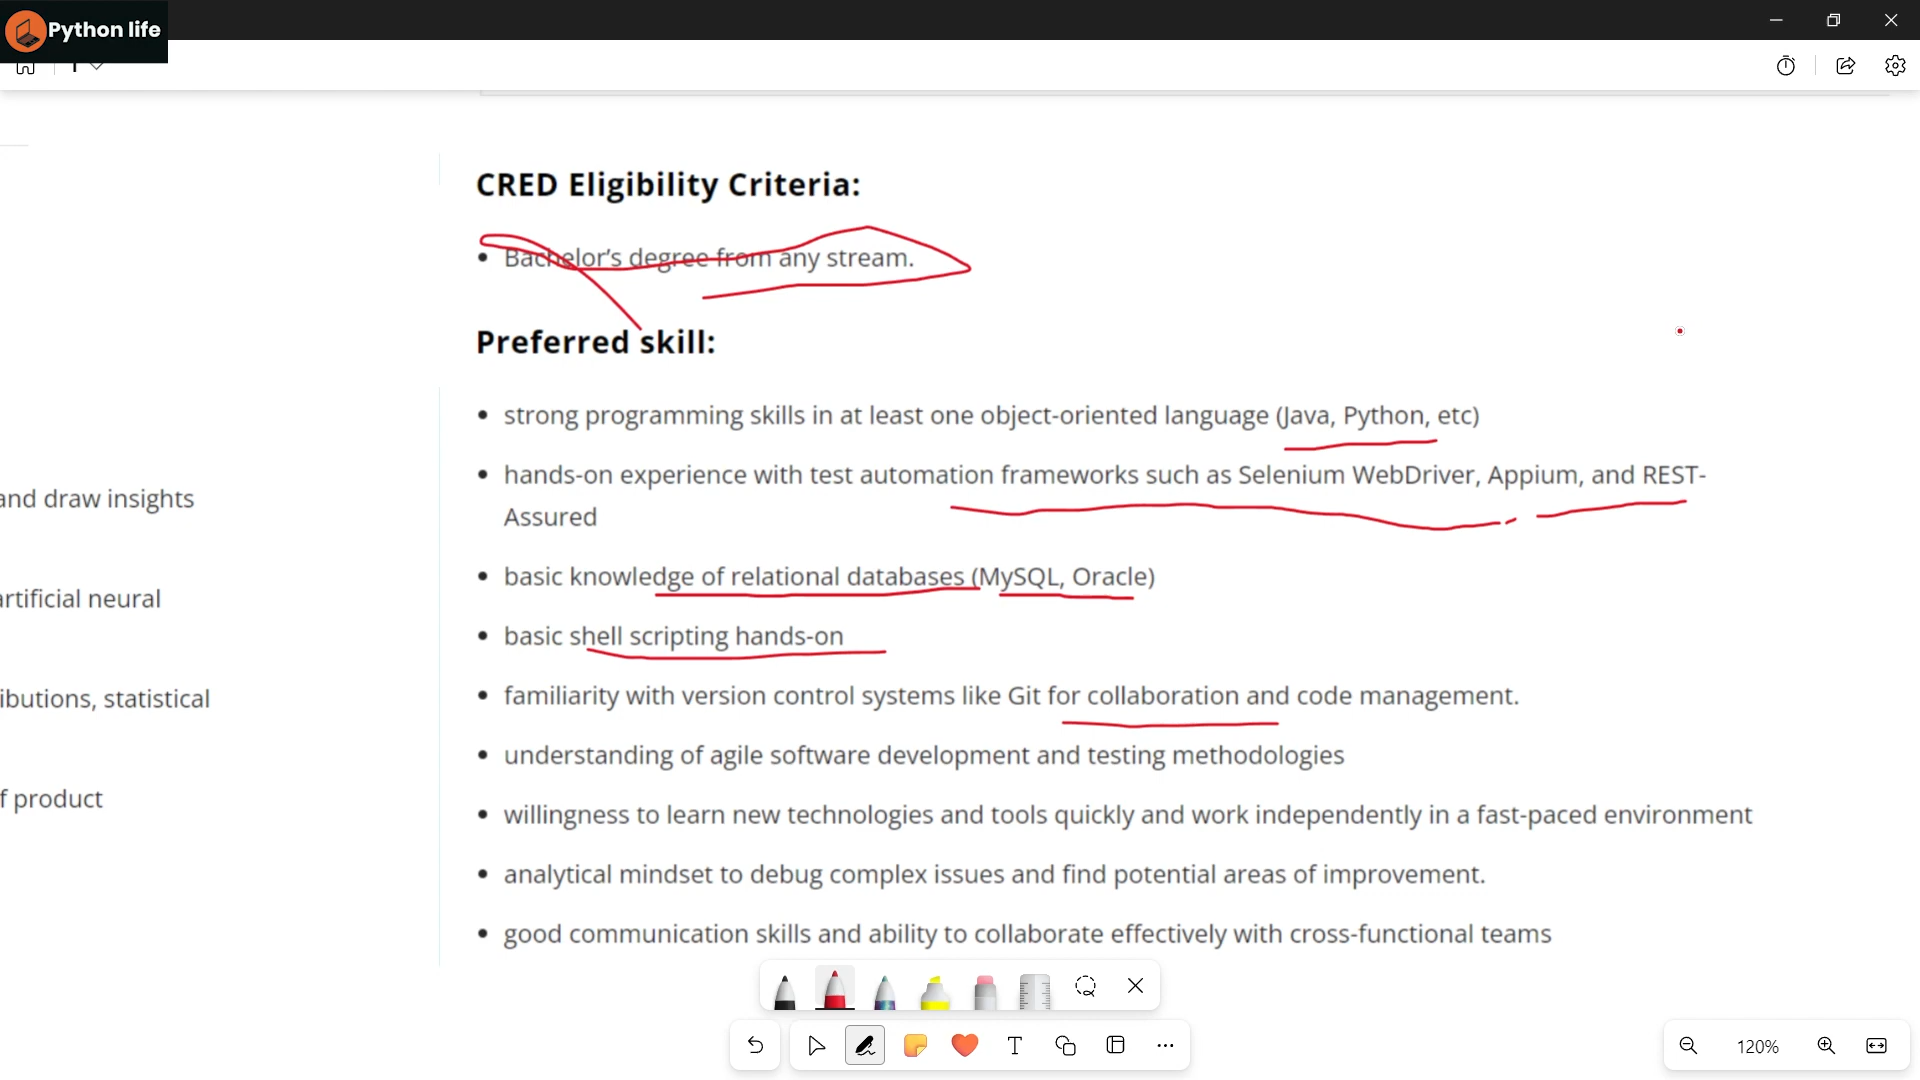 Python life
CRED Eligibility Criteria:
• Bachelor’s degree from any stream.
Preferred skill:
• strong programming skills in at least one object-oriented language (Java, Python, etc)
• hands-on experience with test automation frameworks such as Selenium WebDriver, Appium, and REST-
Assured
• basic knowledge of relational databases (MySQL, Oracle)
• basic shell scripting hands-on
• familiarity with version control systems like Git for collaboration and code management.
• understanding of agile software development and testing methodologies
• willingness to learn new technologies and tools quickly and work independently in a fast-paced environment
• analytical mindset to debug complex issues and find potential areas of improvement.
• good communication skills and ability to collaborate effectively with cross-functional teams
and draw insights
artificial neural
ibutions, statistical
f product
120%